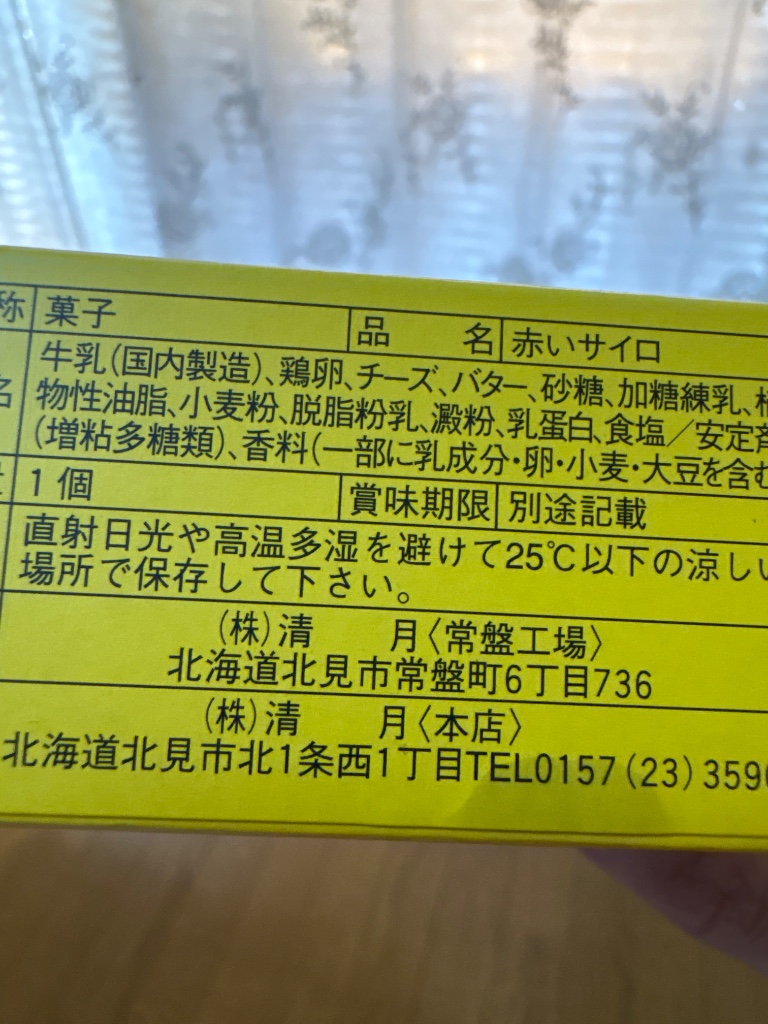 称 菓子 品名 赤いサイロ
名 牛乳(国内製造)、鶏卵、チーズ、バター、砂糖、加糖練乳、
物性油脂、小麦粉、脱脂粉乳、澱粉、乳蛋白、食塩/安定剤
(増粘多糖類)、香料(一部に乳成分・卵・小麦・大豆を含む
1個 賞味期限 別途記載
直射日光や高温多湿を避けて25℃以下の涼しい
場所で保存して下さい。
(株)清 月〈常盤工場〉
北海道北見市常盤町6丁目736
(株)清 月〈本店〉
北海道北見市北1条西1丁目TEL0157(23)359